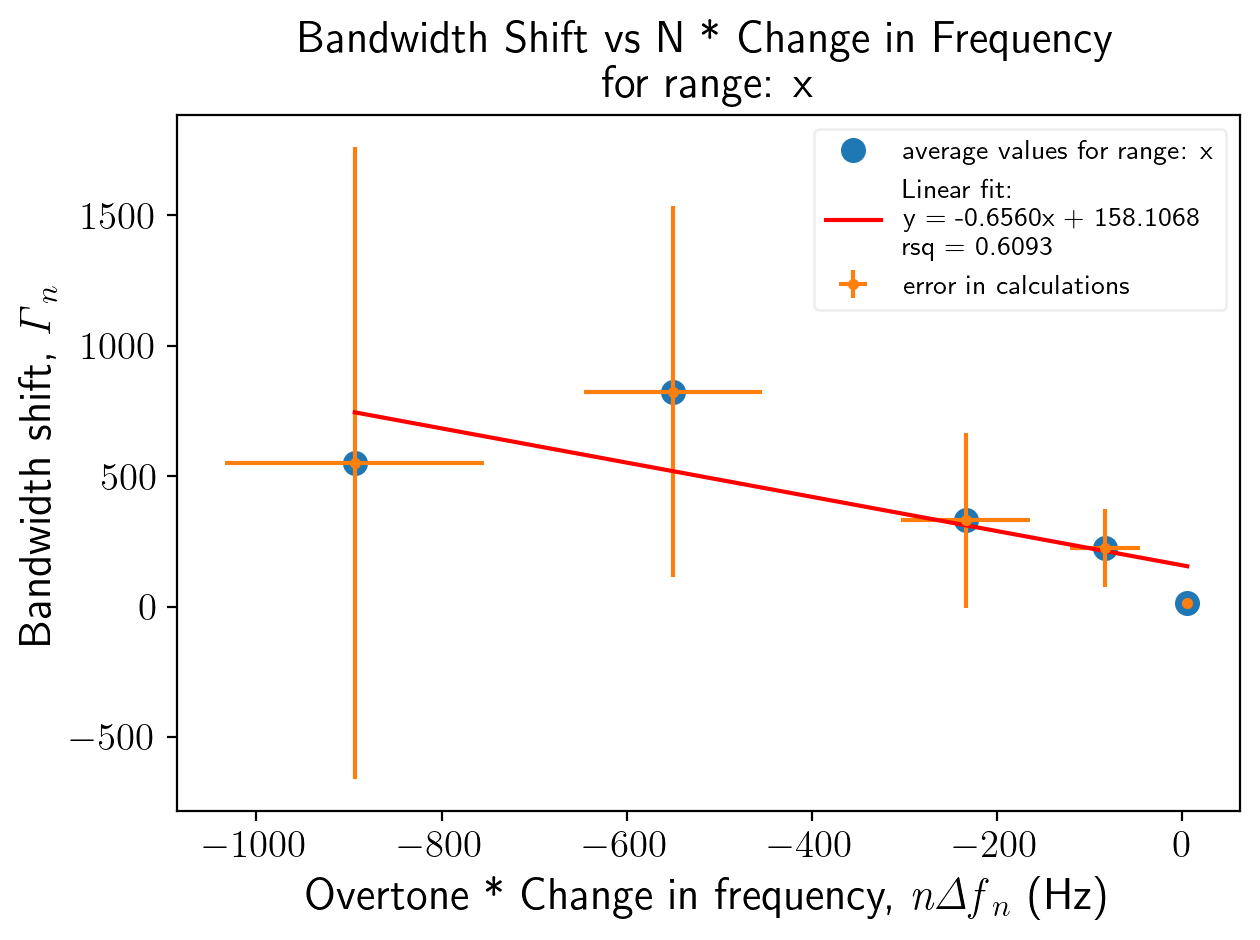 Bandwidth Shift vs N * Change in Frequency
for range: x
average values for range: x
Linear fit:
y = -0.6560x + 158.1068
rsq = 0.6093
error in calculations
Bandwidth shift, Γn
1500
1000
500
0
−500
−1000 −800 −600 −400 −200 0
Overtone * Change in frequency, nΔfn (Hz)